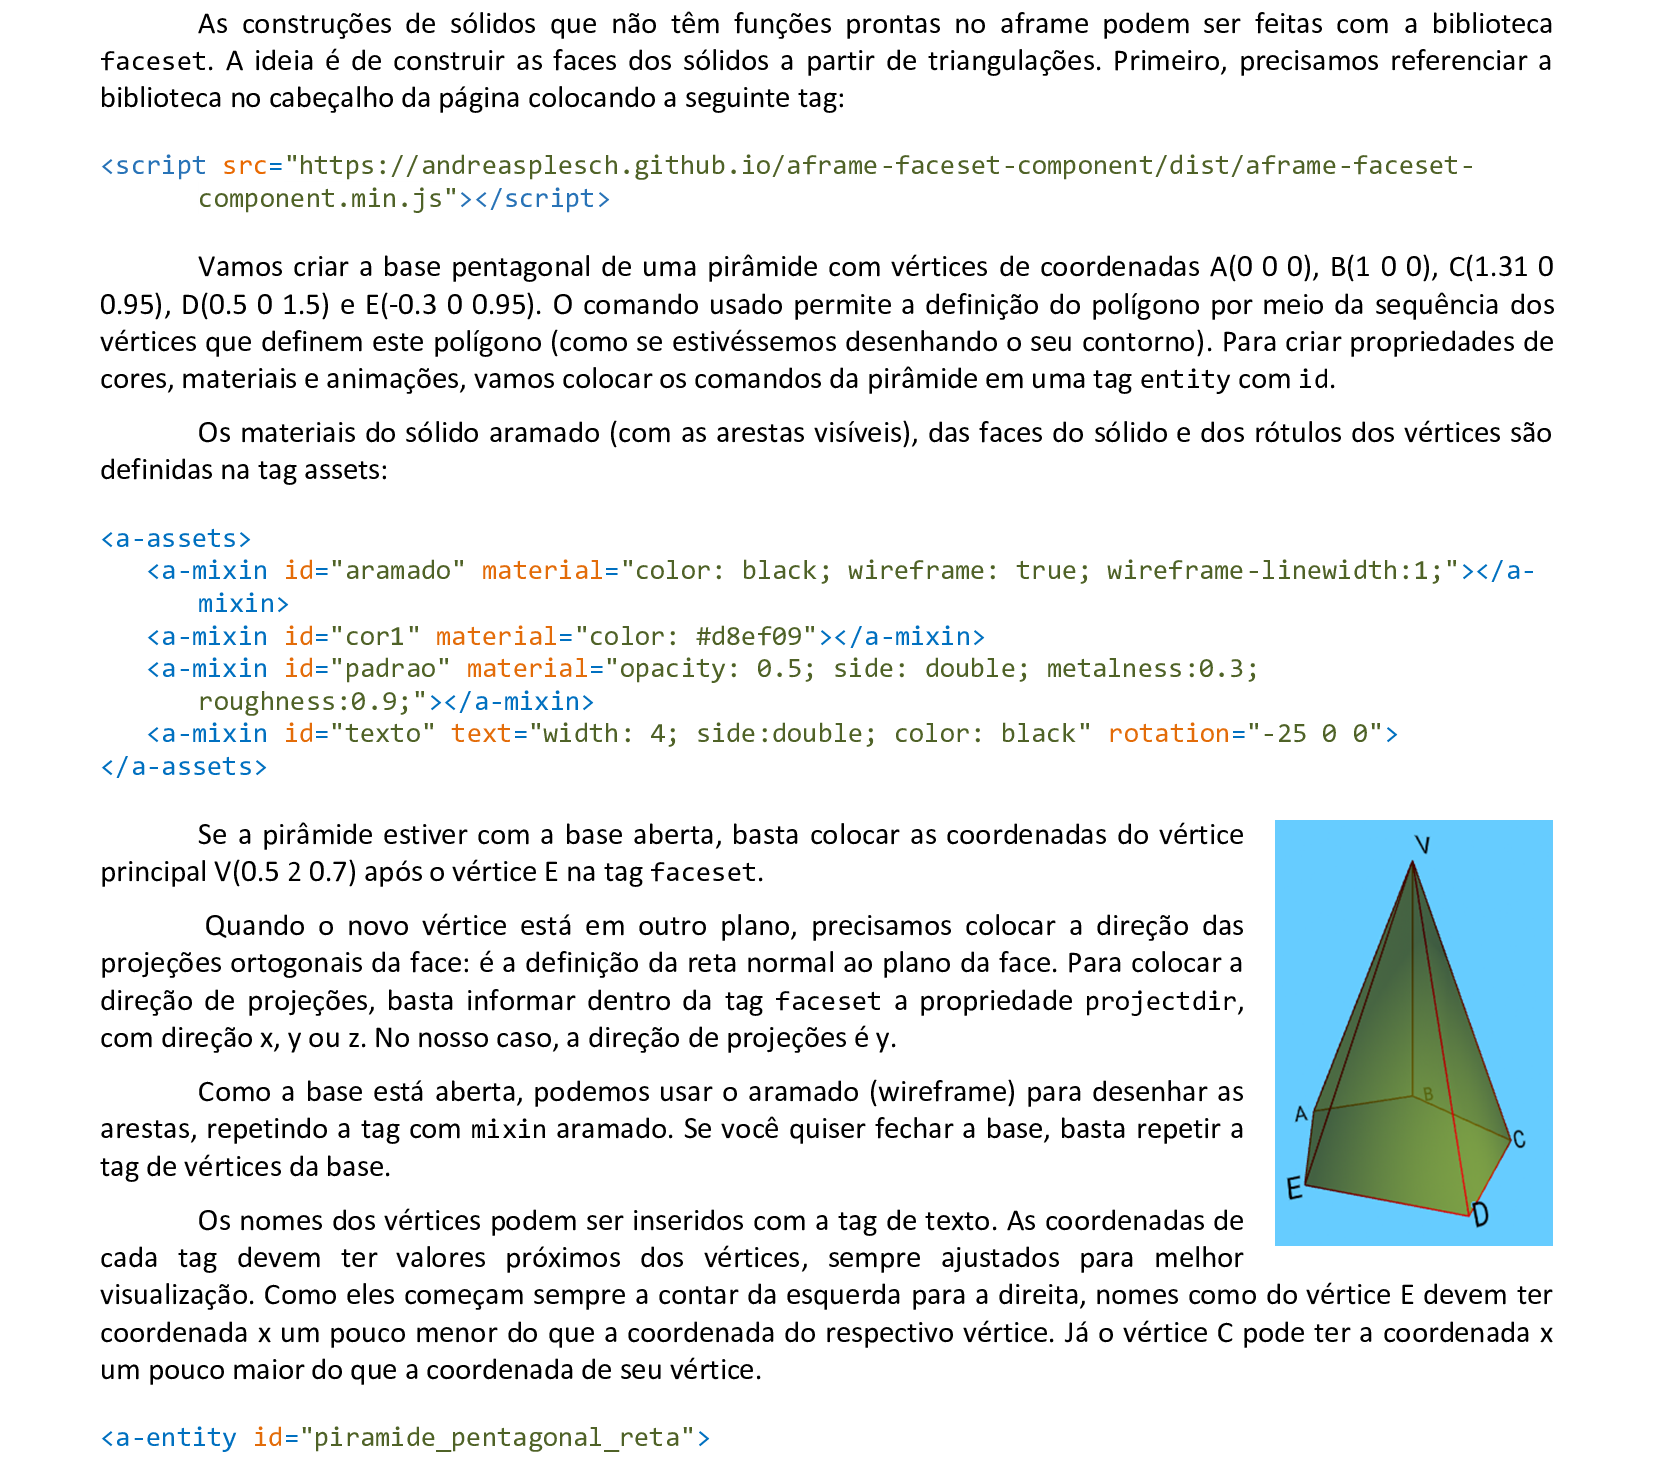 As construções de sólidos que não têm funções prontas no aframe podem ser feitas com a biblioteca
faceset. A ideia é de construir as faces dos sólidos a partir de triangulações. Primeiro, precisamos referenciar a
biblioteca no cabeçalho da página colocando a seguinte tag:
<script src="https://andreasplesch.github.io/aframe-faceset-component/dist/aframe-faceset-
component.min.js"></script>
Vamos criar a base pentagonal de uma pirâmide com vértices de coordenadas A(0 0 0), B(1 0 0), C(1.31 0
0.95), D(0.5 0 1.5) e E(-0.3 0 0.95). O comando usado permite a definição do polígono por meio da sequência dos
vértices que definem este polígono (como se estivéssemos desenhando o seu contorno). Para criar propriedades de
cores, materiais e animações, vamos colocar os comandos da pirâmide em uma tag entity com id.
Os materiais do sólido aramado (com as arestas visíveis), das faces do sólido e dos rótulos dos vértices são
definidas na tag assets:
<a-assets>
<a-mixin id="aramado" material="color: black; wireframe: true; wireframe-linewidth:1;"></a-
mixin>
<a-mixin id="cor1" material="color: #d8ef09"></a-mixin>
<a-mixin id="padrao" material="opacity: 0.5; side: double; metalness:0.3;
roughness:0.9;"></a-mixin>
<a-mixin id="texto" text="width: 4; side:double; color: black" rotation="-25 0 0">
</a-assets>
Se a pirâmide estiver com a base aberta, basta colocar as coordenadas do vértice
principal V(0.5 2 0.7) após o vértice E na tag faceset.
Quando o novo vértice está em outro plano, precisamos colocar a direção das
projeções ortogonais da face: é a definição da reta normal ao plano da face. Para colocar a
direção de projeções, basta informar dentro da tag faceset a propriedade projectdir,
com direção x, y ou z. No nosso caso, a direção de projeções é y.
Como a base está aberta, podemos usar o aramado (wireframe) para desenhar as
arestas, repetindo a tag com mixin aramado. Se você quiser fechar a base, basta repetir a
tag de vértices da base.
Os nomes dos vértices podem ser inseridos com a tag de texto. As coordenadas de
cada tag devem ter valores próximos dos vértices, sempre ajustados para melhor
visualização. Como eles começam sempre a contar da esquerda para a direita, nomes como do vértice E devem ter
coordenada x um pouco menor do que a coordenada do respectivo vértice. Já o vértice C pode ter a coordenada x
um pouco maior do que a coordenada de seu vértice.
<a-entity id="piramide_pentagonal_reta">
V
B
A
C
E
D